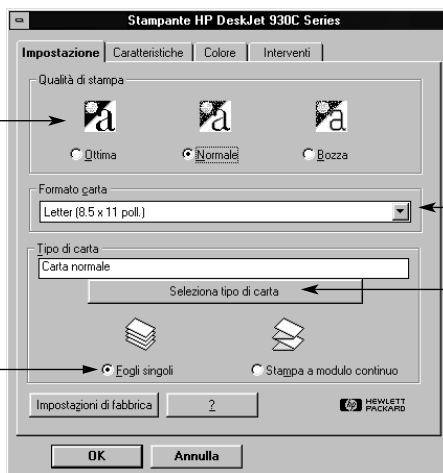 Stampante HP DeskJet 930C Series
Impostazione Caratteristiche Colore Interventi
Qualità di stampa
a a a
Ottima Normale Bozza
Formato carta
Letter (8.5 x 11 poll.)
Tipo di carta
Carta normale
Seleziona tipo di carta
Fogli singoli Stampa a modulo continuo
Impostazioni di fabbrica ? hp HEWLETT
PACKARD
OK Annulla